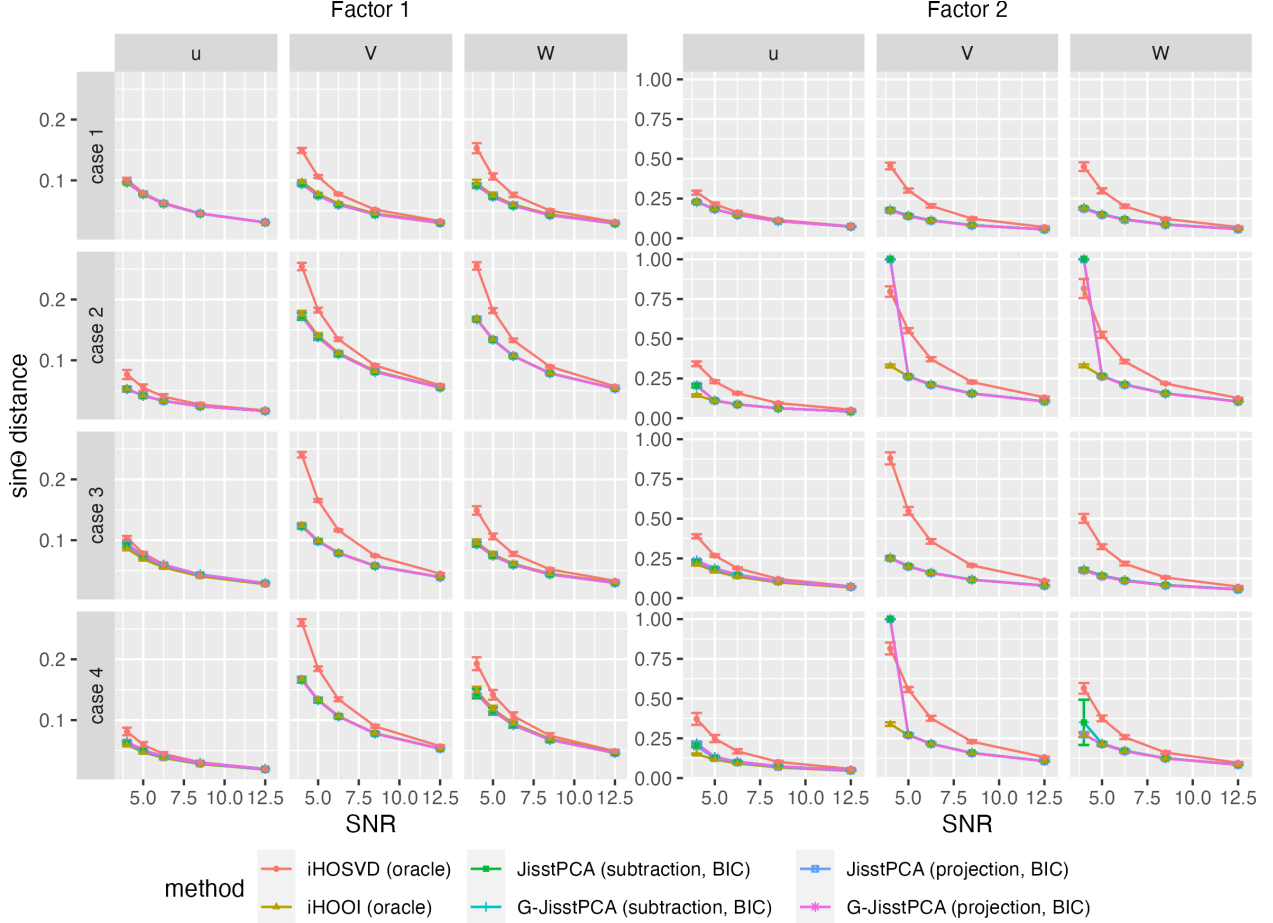 Factor 1
Factor 2
u V W u V W
sinΘ distance
case 1
0.2
0.1
1.00
0.75
0.50
0.25
0.00
case 2
0.2
0.1
1.00
0.75
0.50
0.25
0.00
case 3
0.2
0.1
1.00
0.75
0.50
0.25
0.00
case 4
0.2
0.1
1.00
0.75
0.50
0.25
0.00
5.0 7.5 10.0 12.5 5.0 7.5 10.0 12.5 5.0 7.5 10.0 12.5 5.0 7.5 10.0 12.5 5.0 7.5 10.0 12.5 5.0 7.5 10.0 12.5
SNR
SNR
method
iHOSVD (oracle) JisstPCA (subtraction, BIC) JisstPCA (projection, BIC)
iHOOI (oracle) G-JisstPCA (subtraction, BIC) G-JisstPCA (projection, BIC)